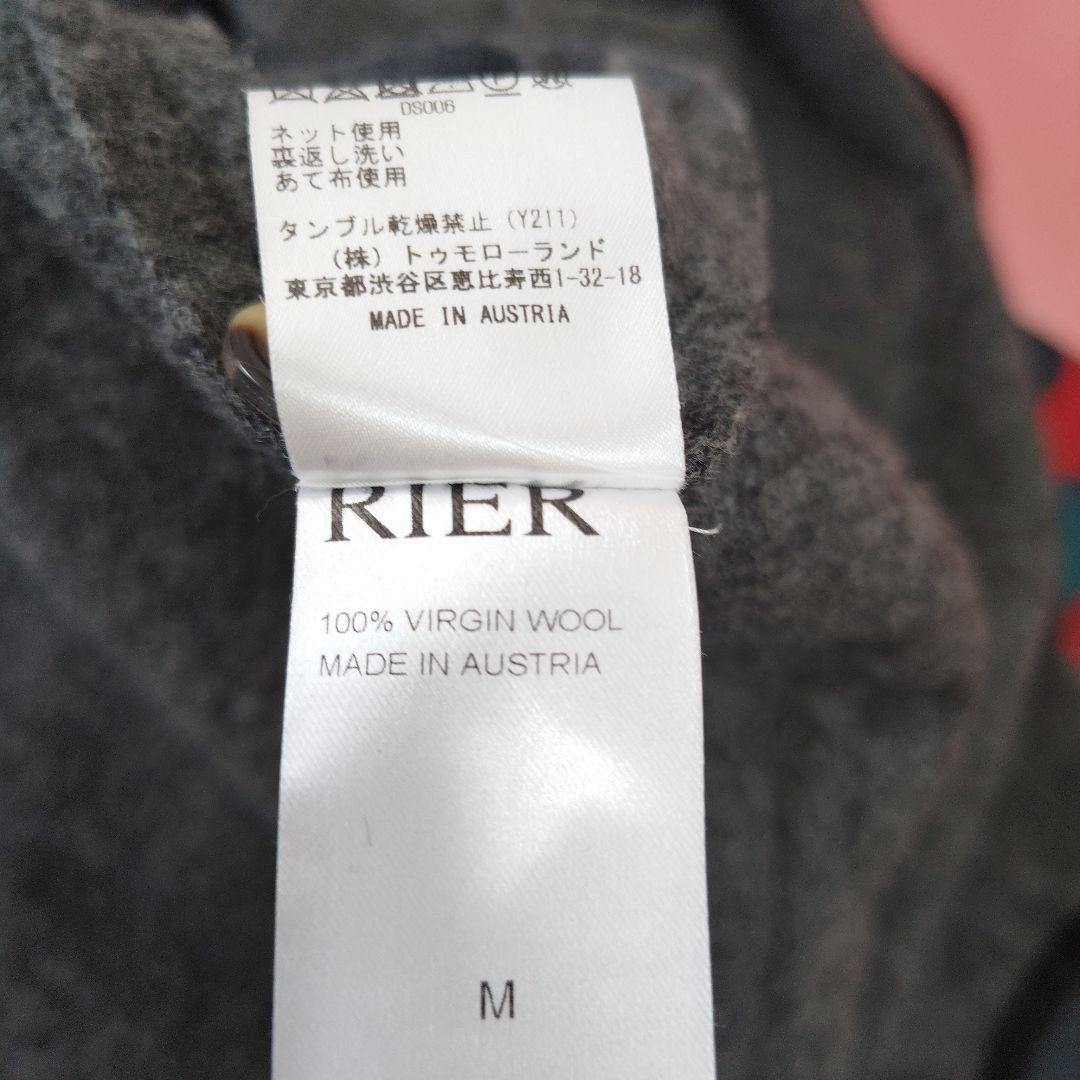 DS006
ネット使用
裏返し洗い
あて布使用
タンブル乾燥禁止(Y211)
(株)トゥモローランド
東京都渋谷区恵比寿西1-32-18
MADE IN AUSTRIA
RIER
100% VIRGIN WOOL
MADE IN AUSTRIA
M